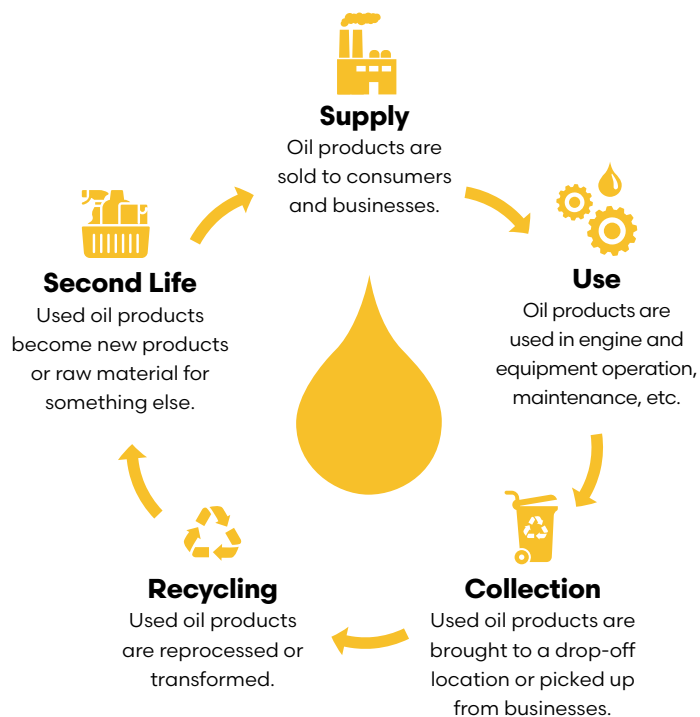 Supply
Oil products are
sold to consumers
and businesses.
Use
Oil products are
used in engine and
equipment operation,
maintenance, etc.
Collection
Used oil products are
brought to a drop-off
location or picked up
from businesses.
Recycling
Used oil products
are reprocessed or
transformed.
Second Life
Used oil products
become new products
or raw material for
something else.